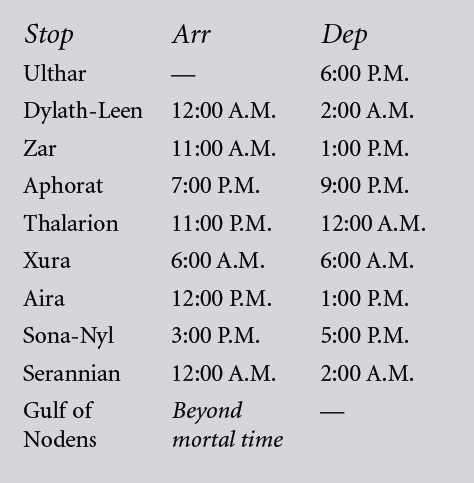 Stop Arr Dep
Ulthar — 6:00 P.M.
Dylath-Leen 12:00 A.M. 2:00 A.M.
Zar 11:00 A.M. 1:00 P.M.
Aphorat 7:00 P.M. 9:00 P.M.
Thalarion 11:00 P.M. 12:00 A.M.
Xura 6:00 A.M. 6:00 A.M.
Aira 12:00 P.M. 1:00 P.M.
Sona-Nyl 3:00 P.M. 5:00 P.M.
Serannian 12:00 A.M. 2:00 A.M.
Gulf of Beyond —
Nodens mortal time